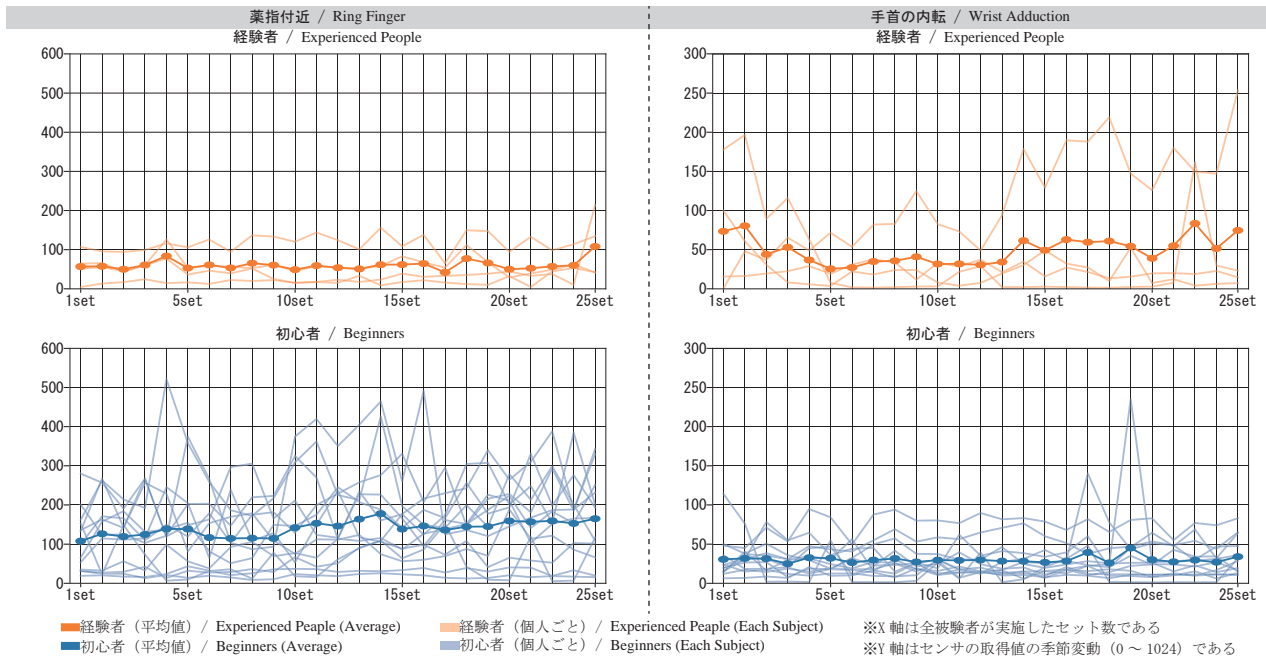 薬指付近 / Ring Finger
経験者 / Experienced People
600
500
400
300
200
100
0
1set 5set 10set 15set 20set 25set
初心者 / Beginners
600
500
400
300
200
100
0
1set 5set 10set 15set 20set 25set
手首の内転 / Wrist Adduction
経験者 / Experienced People
300
250
200
150
100
50
0
1set 5set 10set 15set 20set 25set
初心者 / Beginners
300
250
200
150
100
50
0
1set 5set 10set 15set 20set 25set
経験者（平均値）/ Experienced Peaple (Average)
初心者（平均値）/ Beginners (Average)
経験者（個人ごと）/ Experienced Peaple (Each Subject)
初心者（個人ごと）/ Beginners (Each Subject)
※X 軸は全被験者が実施したセット数である
※Y 軸はセンサの取得値の季節変動（0 ～ 1024）である